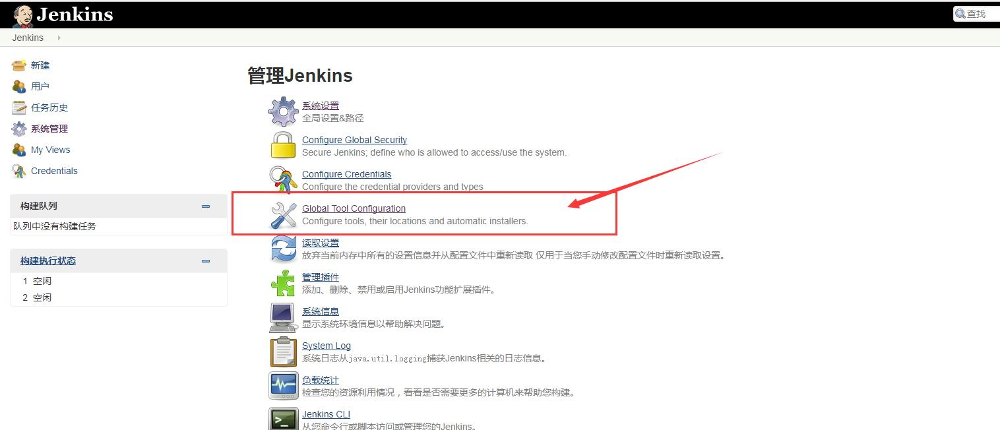 Jenkins
查找
Jenkins
新建
用户
任务历史
系统管理
My Views
Credentials
构建队列
队列中没有构建任务
构建执行状态
1 空闲
2 空闲
管理Jenkins
系统设置
全局设置&路径
Configure Global Security
Secure Jenkins; define who is allowed to access/use the system.
Configure Credentials
Configure the credential providers and types
Global Tool Configuration
Configure tools, their locations and automatic installers.
读取设置
放弃当前内存中所有的设置信息并从配置文件中重新读取 仅用于当您手动修改配置文件时重新读取设置。
管理插件
添加、删除、禁用或启用Jenkins功能扩展插件。
系统信息
显示系统环境信息以帮助解决问题。
System Log
系统日志从java.util.logging捕获Jenkins相关的日志信息。
负载统计
检查您的资源利用情况，看看是否需要更多的计算机来帮助您构建。
Jenkins CLI
从您命令行或脚本访问或管理您的Jenkins。